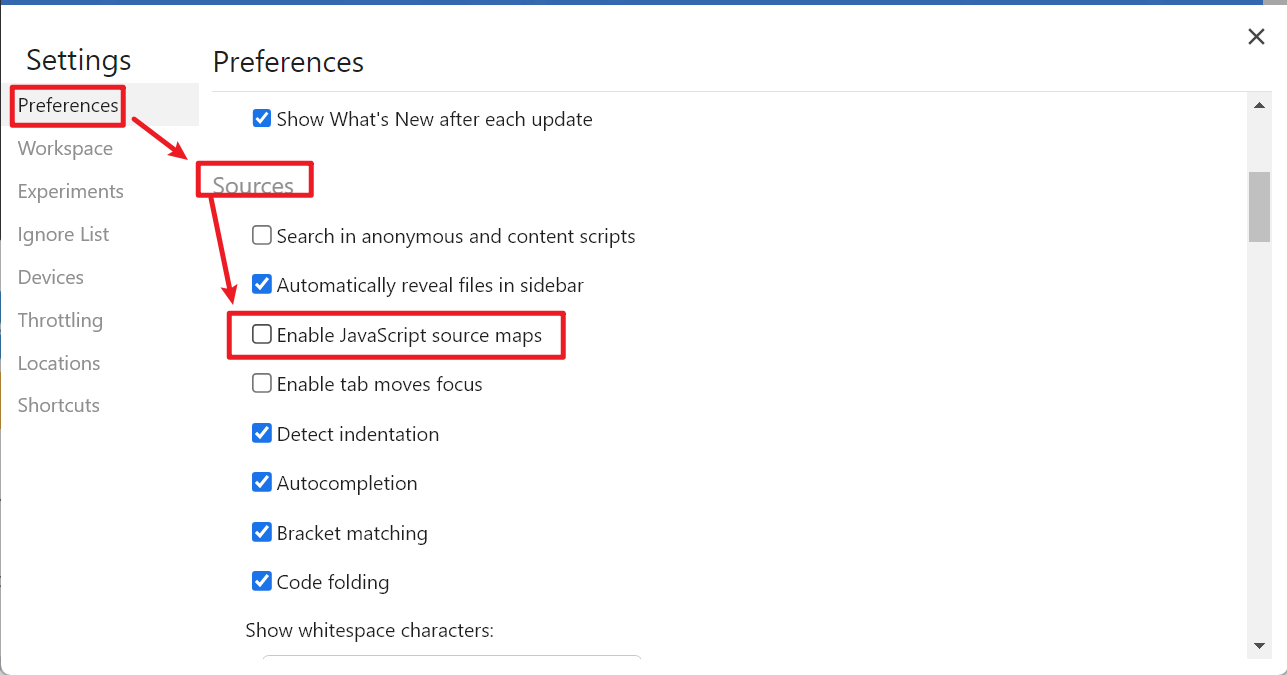 Settings
Preferences
Workspace
Experiments
Ignore List
Devices
Throttling
Locations
Shortcuts
Preferences
Show What's New after each update
Sources
Search in anonymous and content scripts
Automatically reveal files in sidebar
Enable JavaScript source maps
Enable tab moves focus
Detect indentation
Autocompletion
Bracket matching
Code folding
Show whitespace characters: